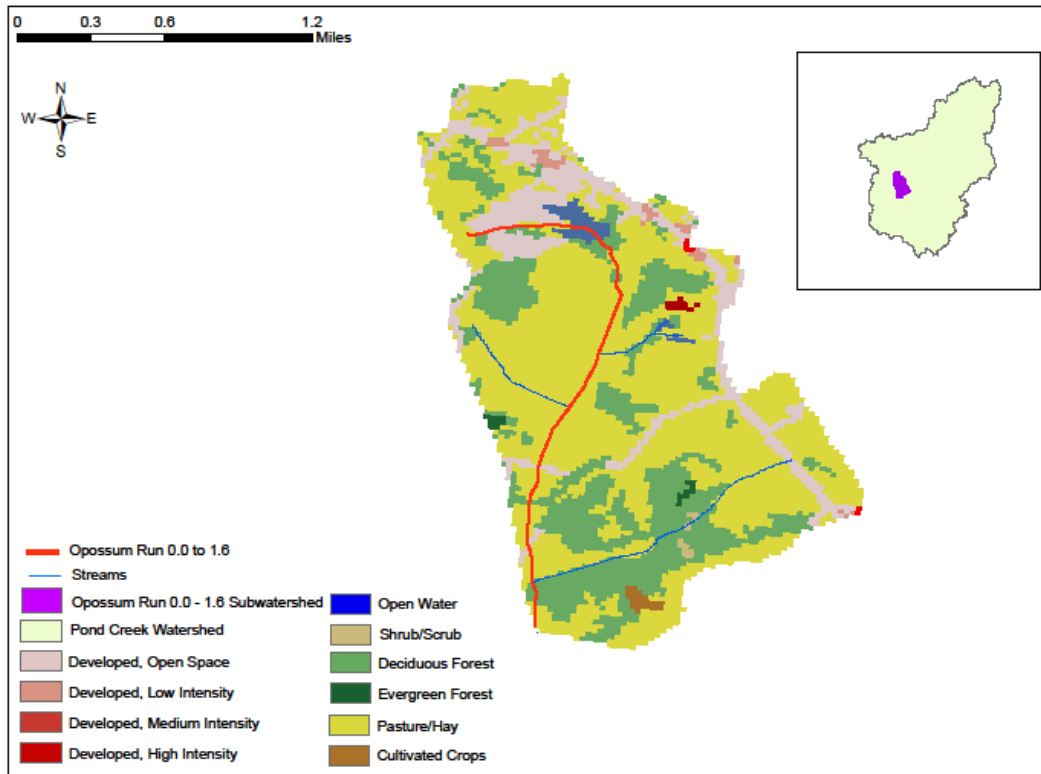 0 0.3 0.6 1.2
Miles
N
W E
S
Opossum Run 0.0 to 1.6
Streams
Opossum Run 0.0 - 1.6 Subwatershed
Pond Creek Watershed
Developed, Open Space
Developed, Low Intensity
Developed, Medium Intensity
Developed, High Intensity
Open Water
Shrub/Scrub
Deciduous Forest
Evergreen Forest
Pasture/Hay
Cultivated Crops